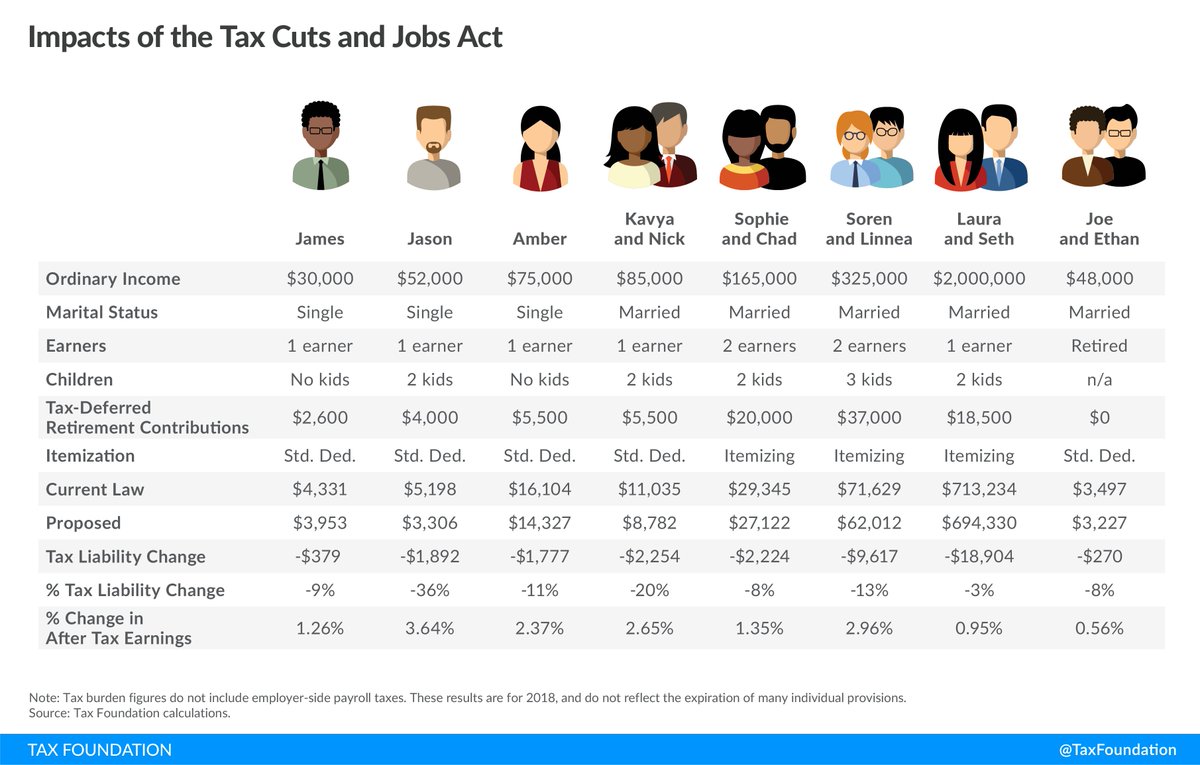 Impacts of the Tax Cuts and Jobs Act
James Jason Amber Kavya and Nick Sophie and Chad Soren and Linnea Laura and Seth Joe and Ethan
Ordinary Income $30,000 $52,000 $75,000 $85,000 $165,000 $325,000 $2,000,000 $48,000
Marital Status Single Single Single Married Married Married Married Married
Earners 1 earner 1 earner 1 earner 1 earner 2 earners 2 earners 1 earner Retired
Children No kids 2 kids No kids 2 kids 2 kids 3 kids 2 kids n/a
Tax-Deferred Retirement Contributions $2,600 $4,000 $5,500 $5,500 $20,000 $37,000 $18,500 $0
Itemization Std. Ded. Std. Ded. Std. Ded. Std. Ded. Itemizing Itemizing Itemizing Std. Ded.
Current Law $4,331 $5,198 $16,104 $11,035 $29,345 $71,629 $713,234 $3,497
Proposed $3,953 $3,306 $14,327 $8,782 $27,122 $62,012 $694,330 $3,227
Tax Liability Change -$379 -$1,892 -$1,777 -$2,254 -$2,224 -$9,617 -$18,904 -$270
% Tax Liability Change -9% -36% -11% -20% -8% -13% -3% -8%
% Change in After Tax Earnings 1.26% 3.64% 2.37% 2.65% 1.35% 2.96% 0.95% 0.56%
Note: Tax burden figures do not include employer-side payroll taxes. These results are for 2018, and do not reflect the expiration of many individual provisions.
Source: Tax Foundation calculations.
TAX FOUNDATION @TaxFoundation